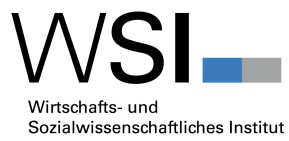 WSI
Wirtschafts- und
Sozialwissenschaftliches Institut